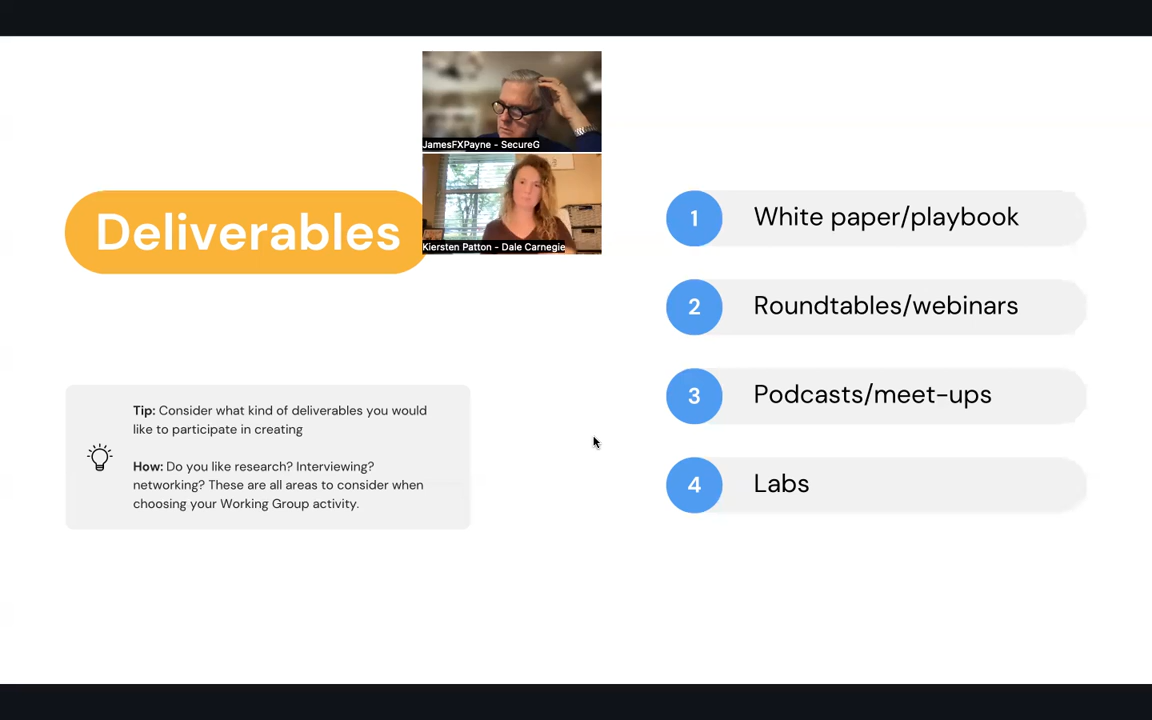 JamesFXPayne - SecureG
Kiersten Patton - Dale Carnegie
Deliverables
Tip: Consider what kind of deliverables you would
like to participate in creating
How: Do you like research? Interviewing?
networking? These are all areas to consider when
choosing your Working Group activity.
1 White paper/playbook
2 Roundtables/webinars
3 Podcasts/meet-ups
4 Labs